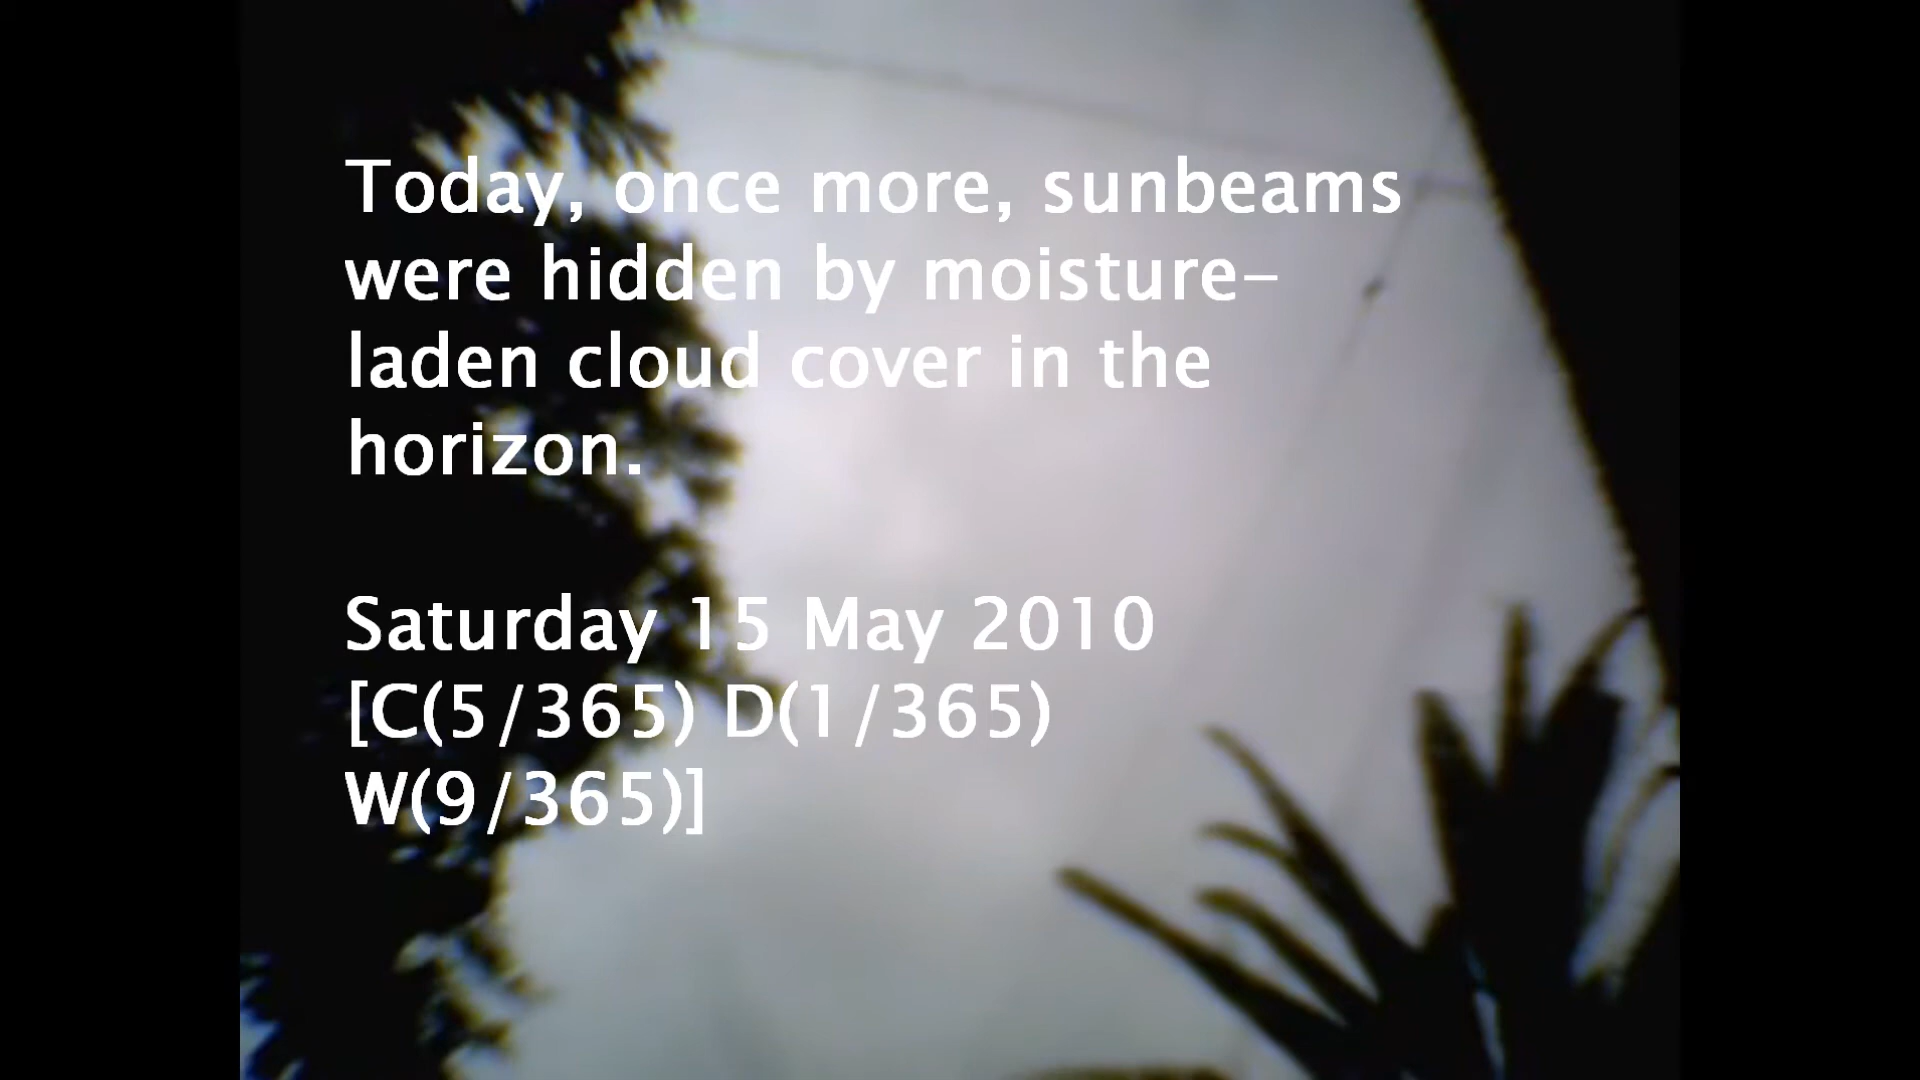 Today, once more, sunbeams
were hidden by moisture-
laden cloud cover in the
horizon.
Saturday 15 May 2010
[C(5/365) D(1/365)
W(9/365)]